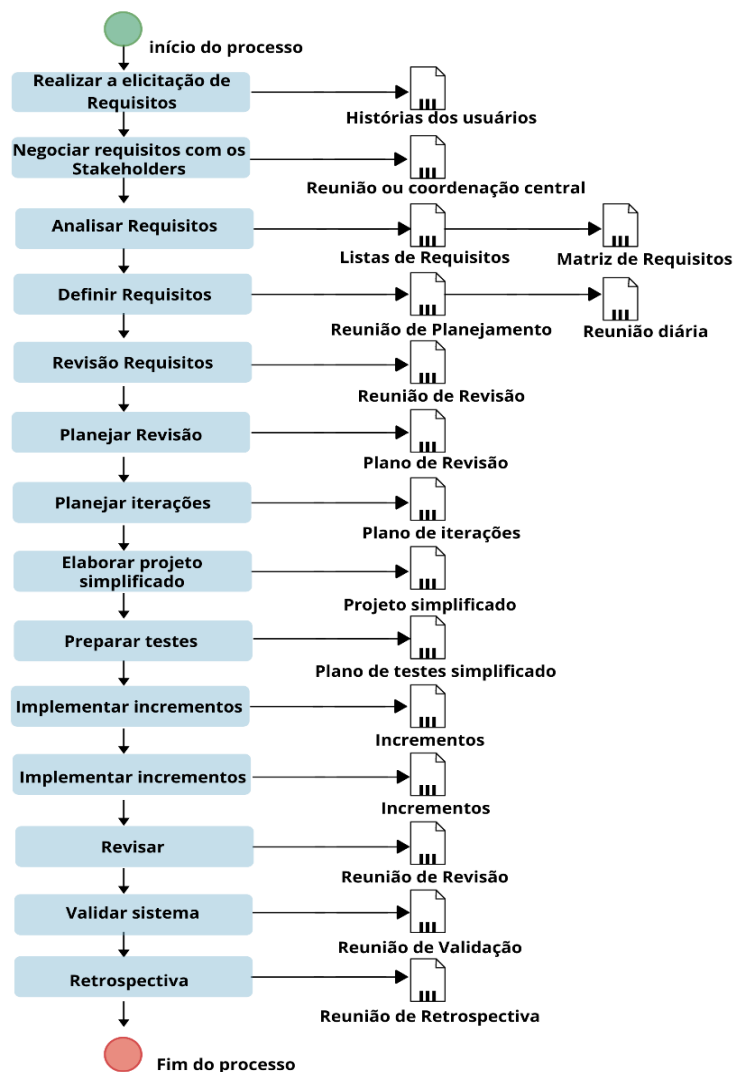 início do processo
Realizar a elicitação de
Requisitos
Histórias dos usuários
Negociar requisitos com os
Stakeholders
Reunião ou coordenação central
Analisar Requisitos
Listas de Requisitos
Matriz de Requisitos
Definir Requisitos
Reunião de Planejamento
Reunião diária
Revisão Requisitos
Reunião de Revisão
Planejar Revisão
Plano de Revisão
Planejar iterações
Plano de iterações
Elaborar projeto
simplificado
Projeto simplificado
Preparar testes
Plano de testes simplificado
Implementar incrementos
Incrementos
Implementar incrementos
Incrementos
Revisar
Reunião de Revisão
Validar sistema
Reunião de Validação
Retrospectiva
Reunião de Retrospectiva
Fim do processo